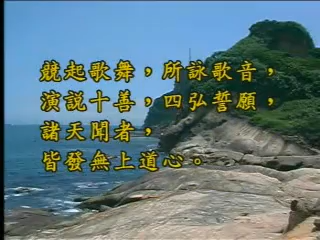 競起歌舞，所詠歌音，
演說十善，四弘誓願，
諸天聞者，
皆發無上道心。